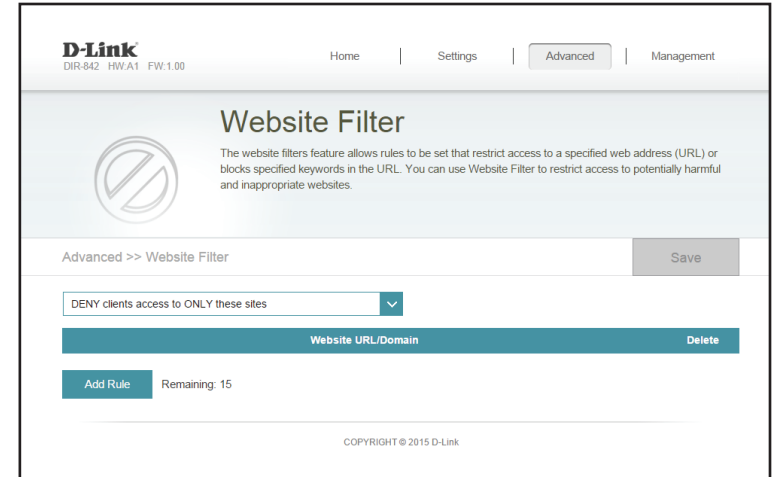 D-Link
DIR-842 HW:A1 FW:1.00
Home Settings Advanced Management
Website Filter
The website filters feature allows rules to be set that restrict access to a specified web address (URL) or
blocks specified keywords in the URL. You can use Website Filter to restrict access to potentially harmful
and inappropriate websites.
Advanced >> Website Filter
Save
DENY clients access to ONLY these sites
Website URL/Domain Delete
Add Rule Remaining: 15
COPYRIGHT © 2015 D-Link